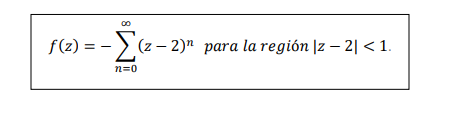 f(z) = − ∑_{n=0}^{∞} (z − 2)ⁿ para la región |z − 2| < 1.